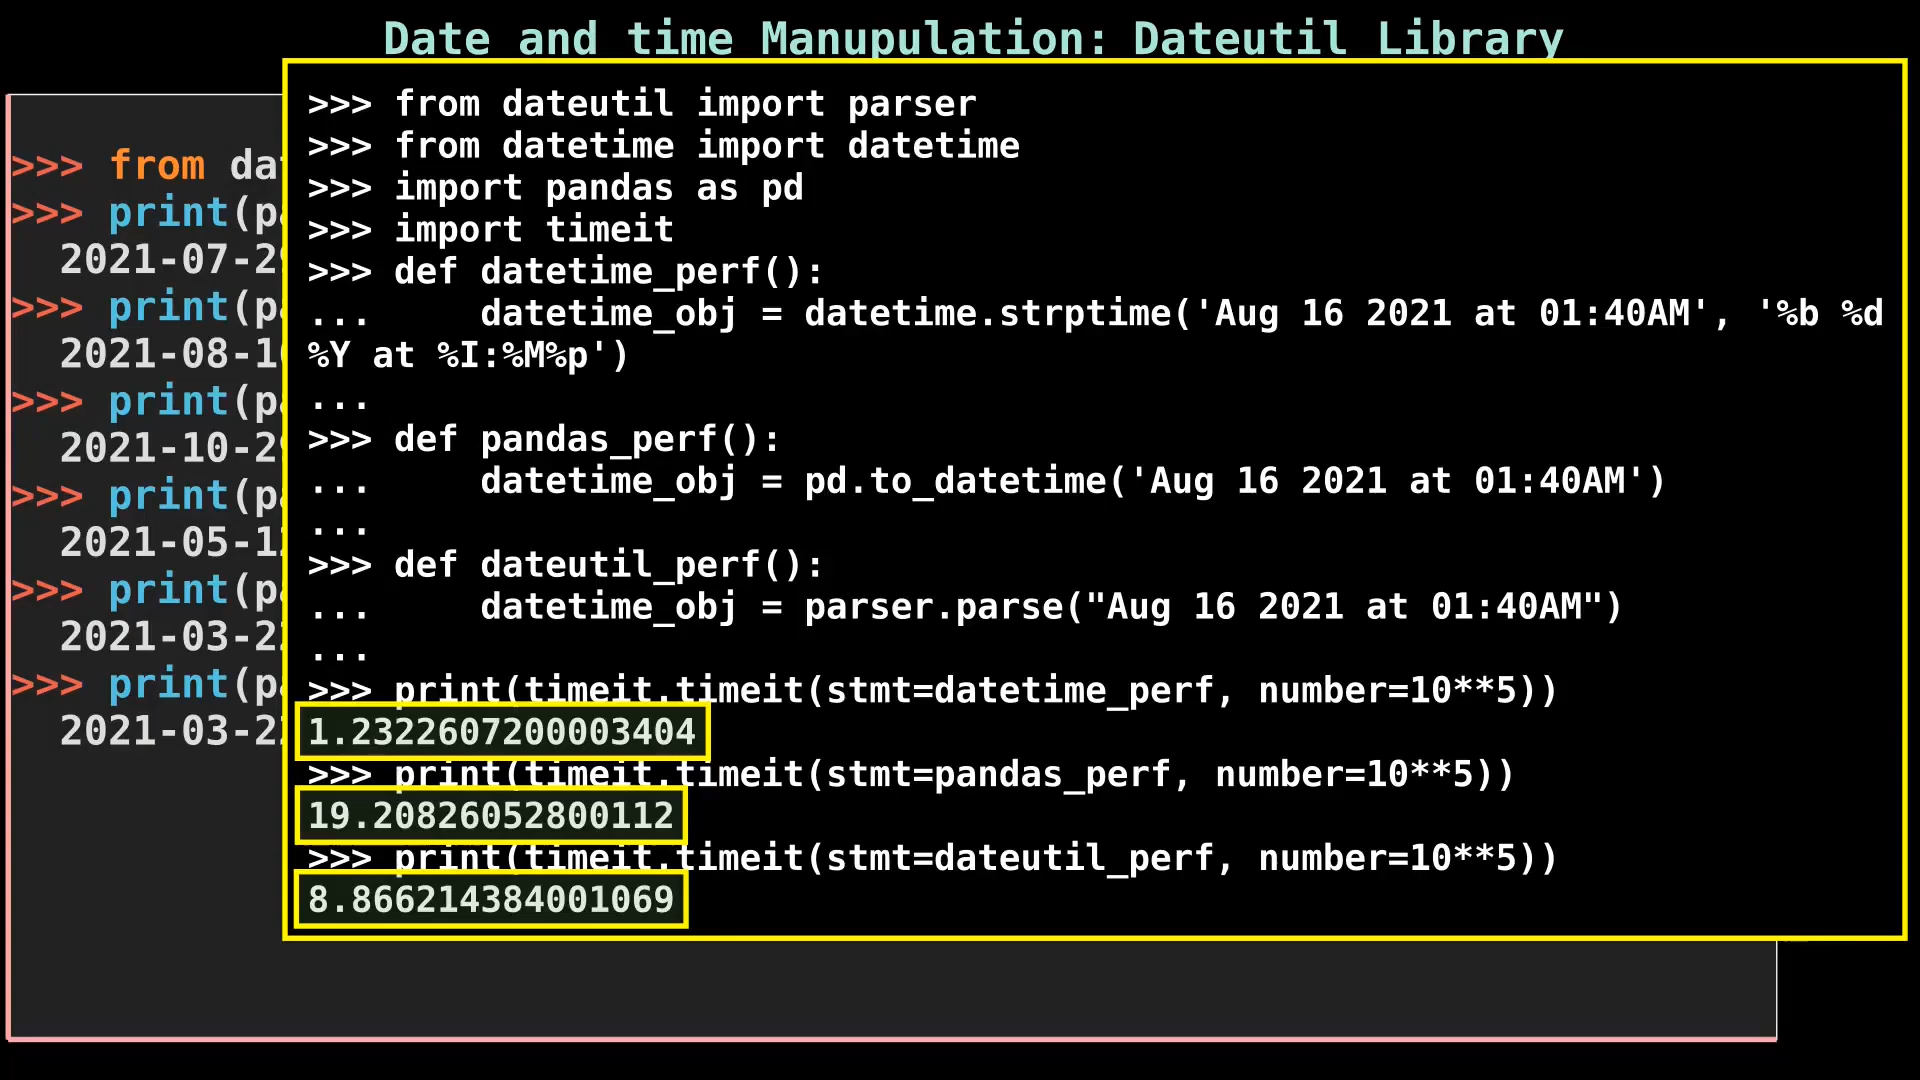 Date and time Manupulation: Dateutil Library
>>> from
>>> print(
2021-07-
>>> print(
2021-08-1
>>> print(
2021-10-2
>>> print(
2021-05-1
>>> print(
2021-03-2
>>> print(
2021-03-2
>>> from dateutil import parser
>>> from datetime import datetime
>>> import pandas as pd
>>> import timeit
>>> def datetime_perf():
...     datetime_obj = datetime.strptime('Aug 16 2021 at 01:40AM', '%b %d
%Y at %I:%M%p')
...
>>> def pandas_perf():
...     datetime_obj = pd.to_datetime('Aug 16 2021 at 01:40AM')
...
>>> def dateutil_perf():
...     datetime_obj = parser.parse("Aug 16 2021 at 01:40AM")
...
>>> print(timeit.timeit(stmt=datetime_perf, number=10**5))
1.2322607200003404
>>> print(timeit.timeit(stmt=pandas_perf, number=10**5))
19.20826052800112
>>> print(timeit.timeit(stmt=dateutil_perf, number=10**5))
8.866214384001069